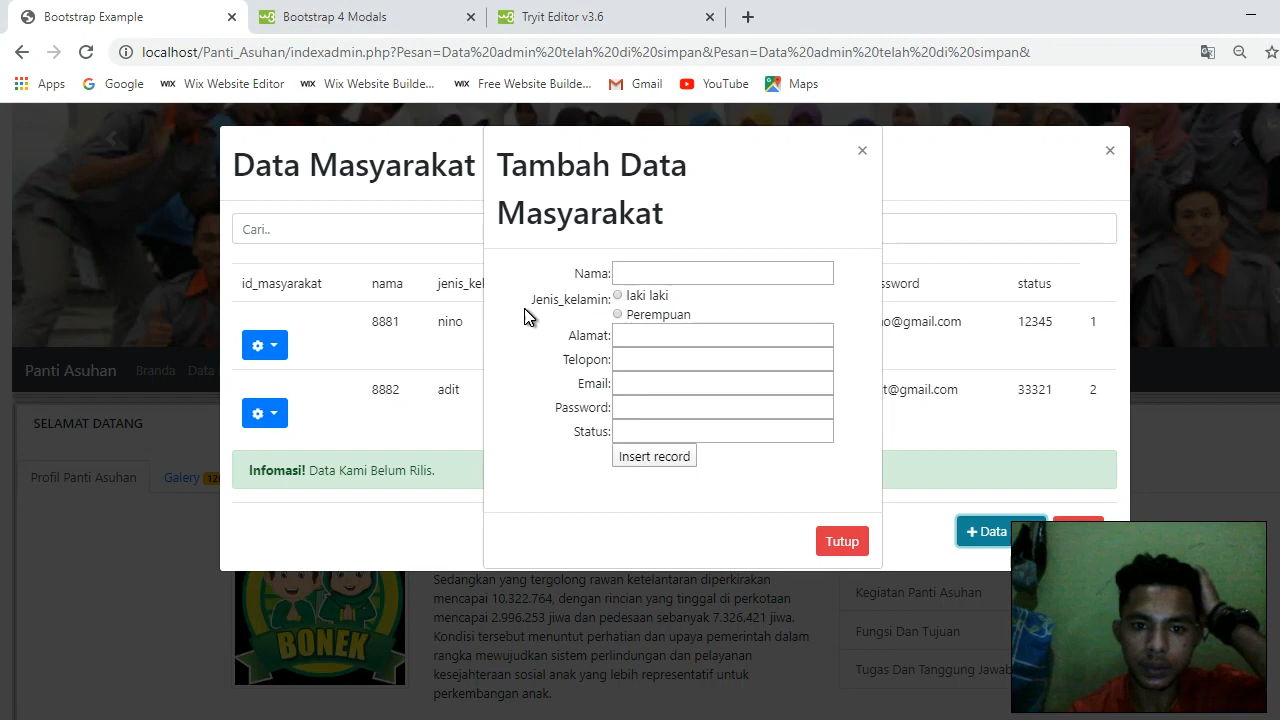 Bootstrap Example
Bootstrap 4 Modals
Tryit Editor v3.6
localhost/Panti_Asuhan/indexadmin.php?Pesan=Data%20admin%20telah%20di%20simpan&Pesan=Data%20admin%20telah%20di%20simpan&
Apps
Google
Wix Website Editor
Wix Website Builde...
Free Website Builde...
Gmail
YouTube
Maps
Data Masyarakat
Tambah Data
Masyarakat
Cari..
id_masyarakat nama jenis_kel ssword status
8881 nino o@gmail.com 12345 1
8882 adit t@gmail.com 33321 2
Nama:
Jenis_kelamin: laki laki
Perempuan
Alamat:
Telopon:
Email:
Password:
Status:
Insert record
Tutup
Infomasi! Data Kami Belum Rilis.
+ Data
Panti Asuhan Branda Data
SELAMAT DATANG
Profil Panti Asuhan Galery
BONEK
Sedangkan yang tergolong rawan ketelantaran diperkirakan
mencapai 10.322.764, dengan rincian yang tinggal di perkotaan
mencapai 2.996.253 jiwa dan pedesaan sebanyak 7.326.421 jiwa.
Kondisi tersebut menuntut perhatian dan upaya pemerintah dalam
rangka mewujudkan sistem perlindungan dan pelayanan
kesejahteraan sosial anak yang lebih representatif untuk
perkembangan anak.
Kegiatan Panti Asuhan
Fungsi Dan Tujuan
Tugas Dan Tanggung Jawab